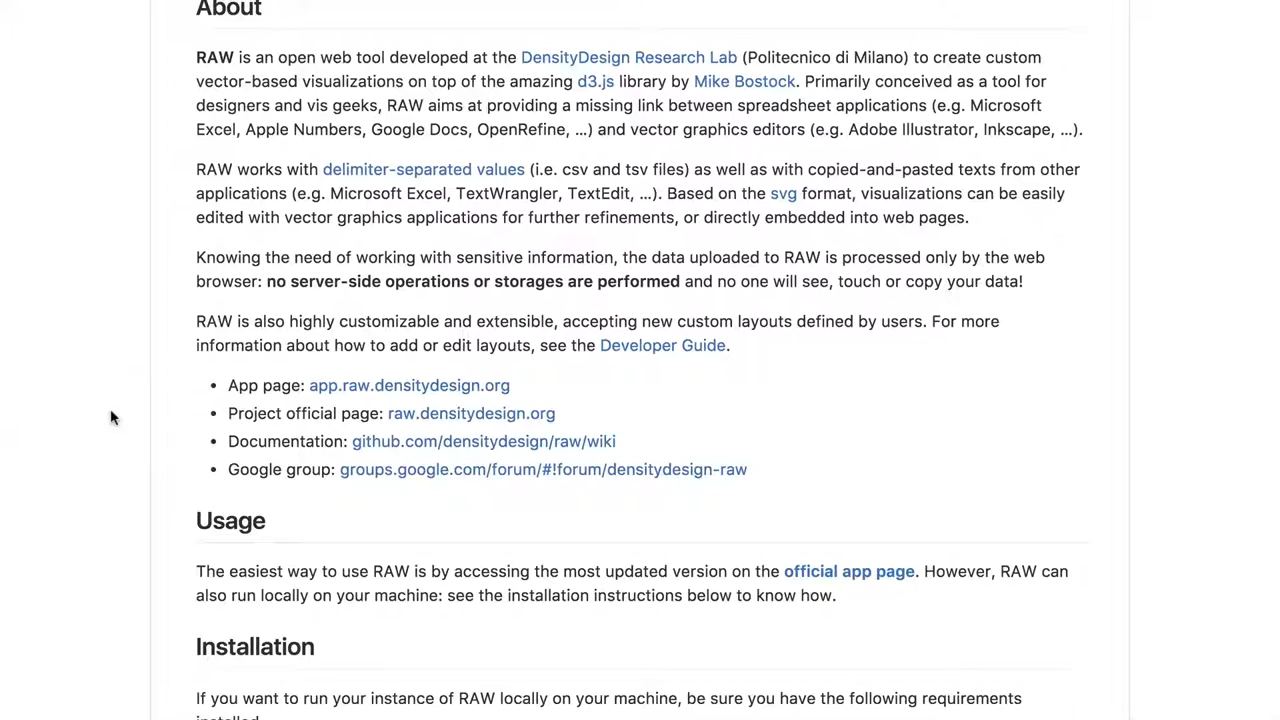 About
RAW is an open web tool developed at the DensityDesign Research Lab (Politecnico di Milano) to create custom
vector-based visualizations on top of the amazing d3.js library by Mike Bostock. Primarily conceived as a tool for
designers and vis geeks, RAW aims at providing a missing link between spreadsheet applications (e.g. Microsoft
Excel, Apple Numbers, Google Docs, OpenRefine, …) and vector graphics editors (e.g. Adobe Illustrator, Inkscape, …).
RAW works with delimiter-separated values (i.e. csv and tsv files) as well as with copied-and-pasted texts from other
applications (e.g. Microsoft Excel, TextWrangler, TextEdit, …). Based on the svg format, visualizations can be easily
edited with vector graphics applications for further refinements, or directly embedded into web pages.
Knowing the need of working with sensitive information, the data uploaded to RAW is processed only by the web
browser: no server-side operations or storages are performed and no one will see, touch or copy your data!
RAW is also highly customizable and extensible, accepting new custom layouts defined by users. For more
information about how to add or edit layouts, see the Developer Guide.
• App page: app.raw.densitydesign.org
• Project official page: raw.densitydesign.org
• Documentation: github.com/densitydesign/raw/wiki
• Google group: groups.google.com/forum/#!forum/densitydesign-raw
Usage
The easiest way to use RAW is by accessing the most updated version on the official app page. However, RAW can
also run locally on your machine: see the installation instructions below to know how.
Installation
If you want to run your instance of RAW locally on your machine, be sure you have the following requirements
installed.